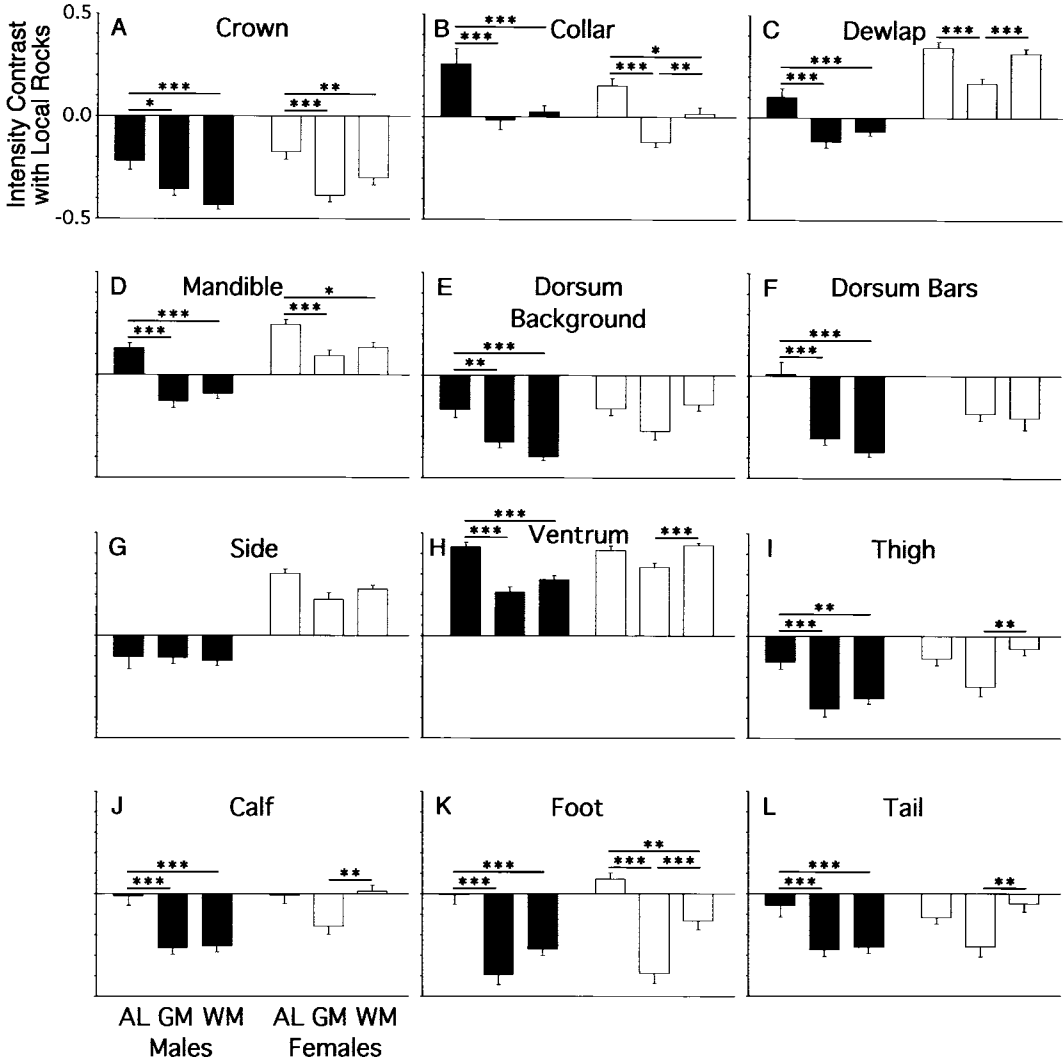 Intensity Contrast
with Local Rocks
0.5
0.0
-0.5
A Crown
***
*
**
***
B Collar
***
***
*
***
**
C Dewlap
***
***
***
***
D Mandible
***
***
*
***
E Dorsum
Background
***
**
F Dorsum Bars
***
***
G Side
H Ventrum
***
***
***
I Thigh
**
***
**
J Calf
***
***
**
K Foot
***
***
**
***
***
L Tail
***
***
**
AL GM WM AL GM WM
Males Females